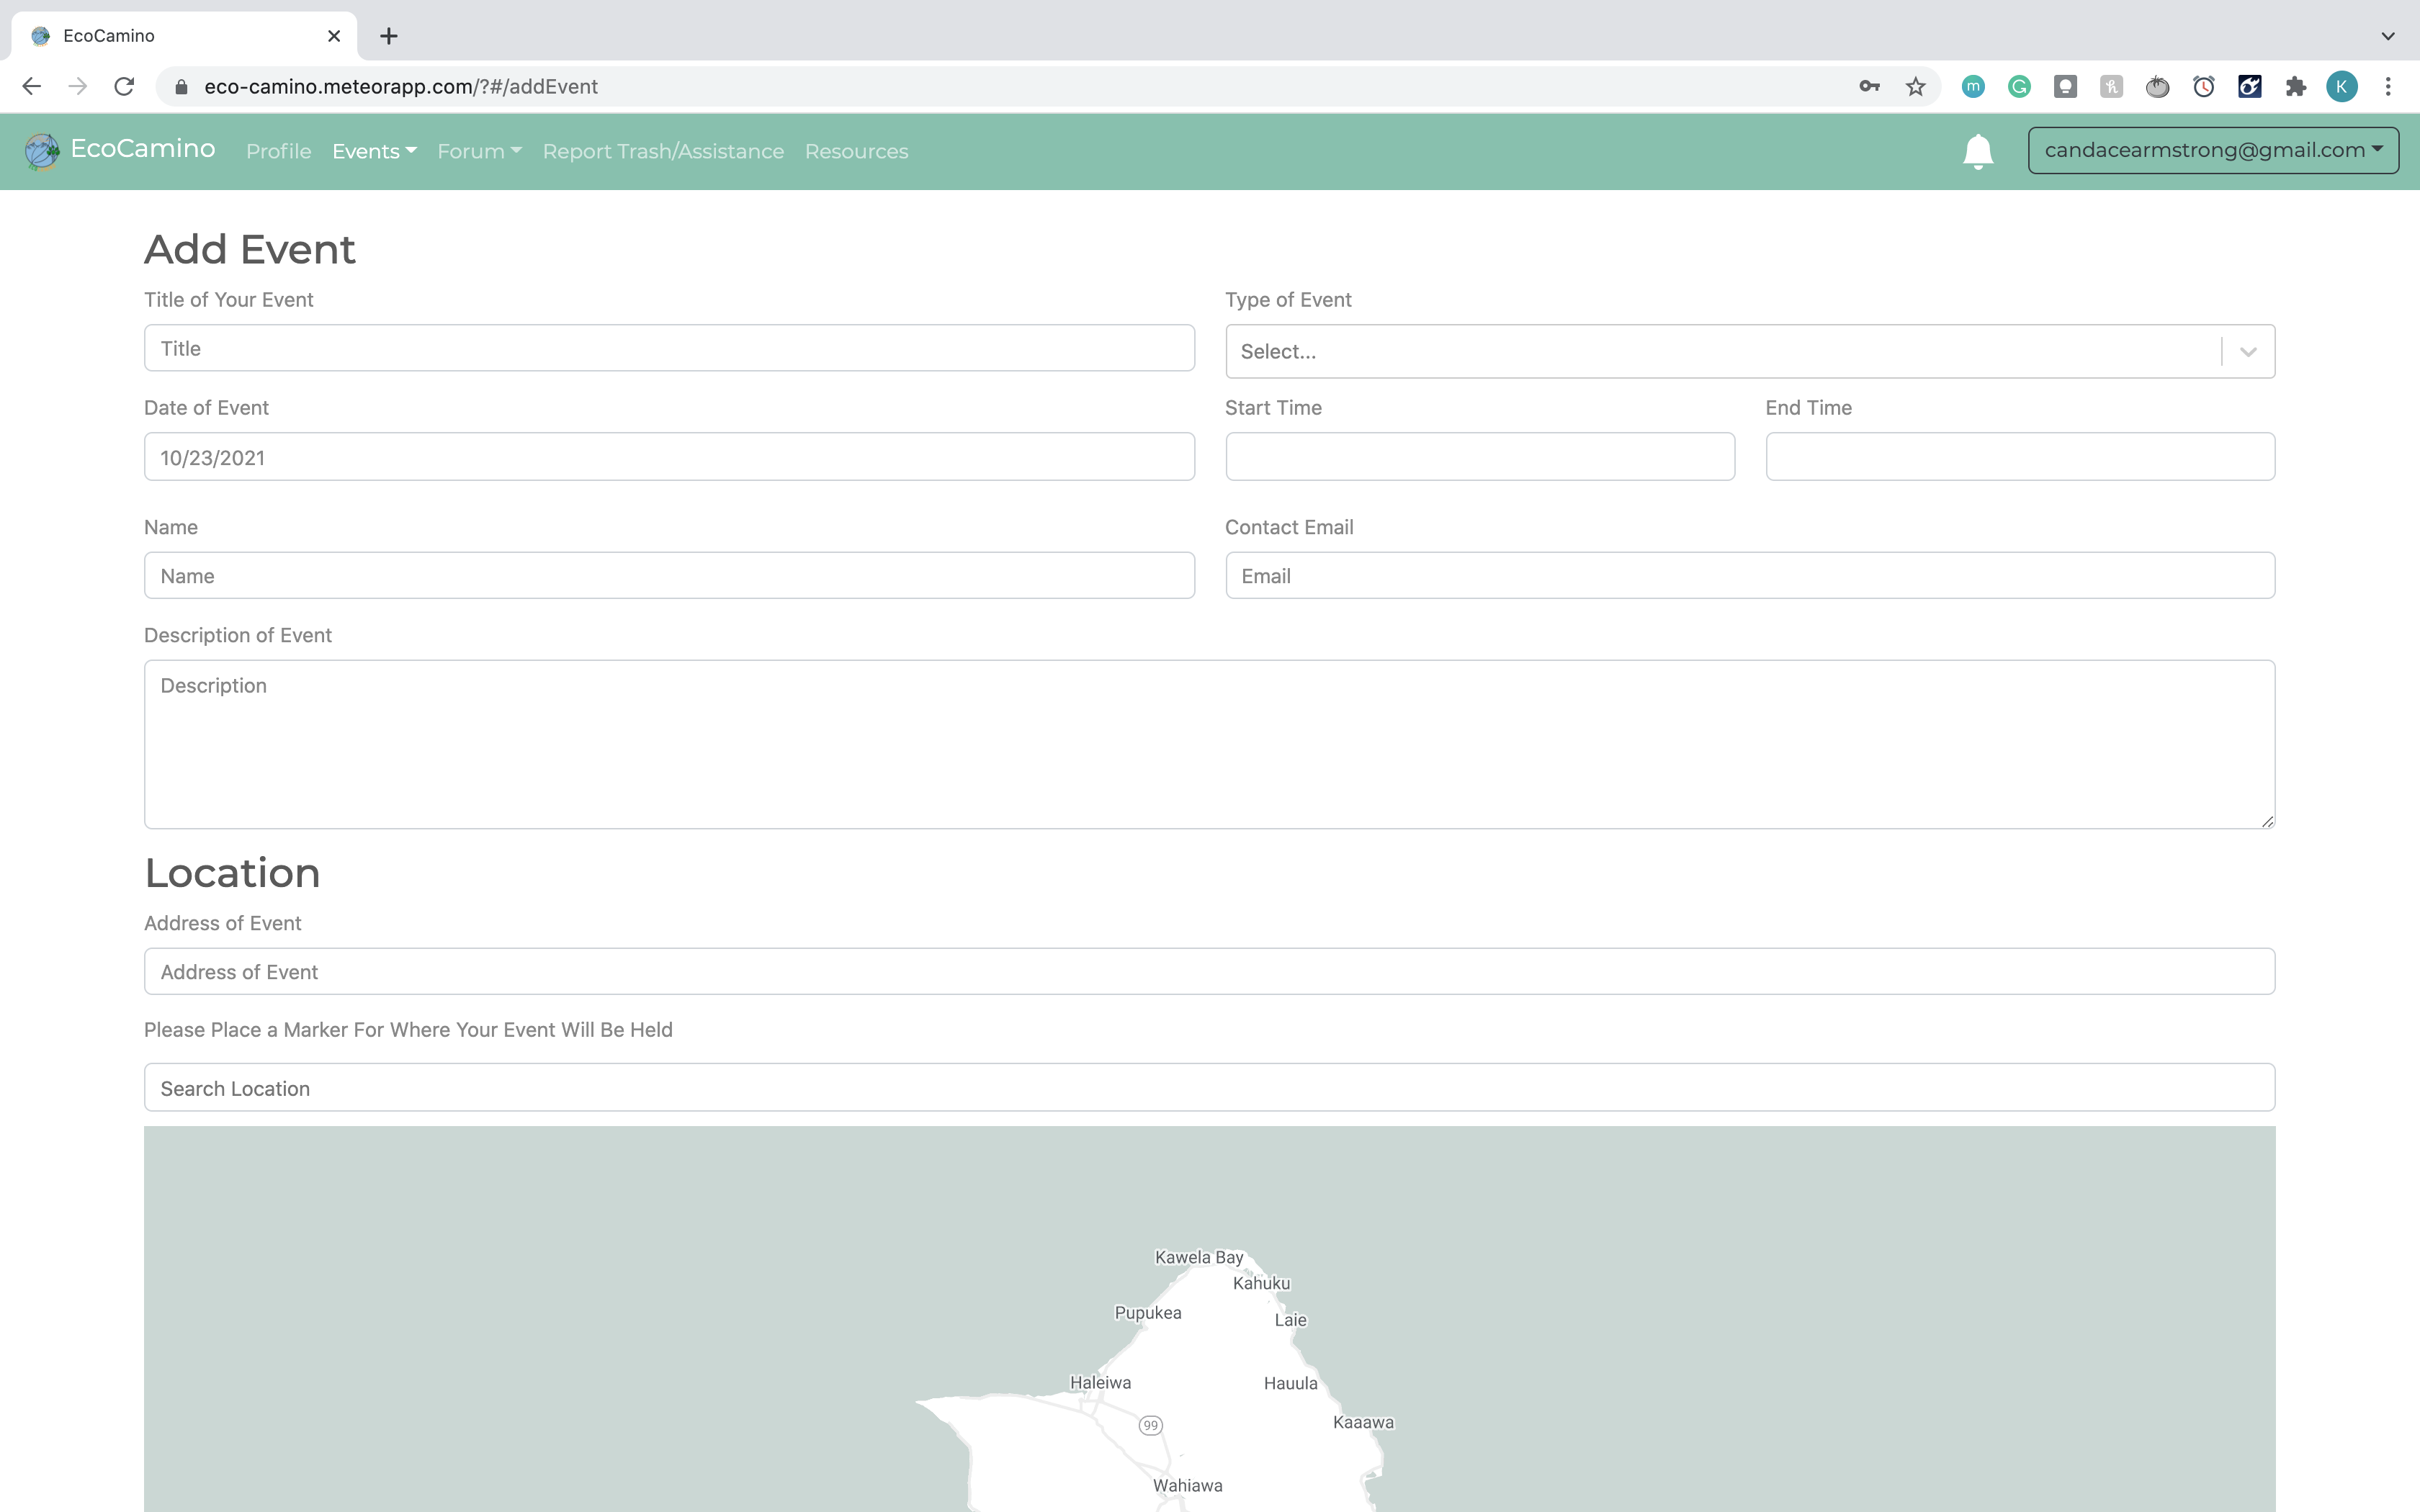 EcoCamino
eco-camino.meteorapp.com/?#/addEvent
m
K
EcoCamino Profile Events Forum Report Trash/Assistance Resources candacearmstrong@gmail.com
Add Event
Title of Your Event Type of Event
Title Select...
Date of Event Start Time End Time
10/23/2021
Name Contact Email
Name Email
Description of Event
Description
Location
Address of Event
Address of Event
Please Place a Marker For Where Your Event Will Be Held
Search Location
Kawela Bay
Kahuku
Pupukea
Laie
Haleiwa
Hauula
Kaaawa
99
Wahiawa